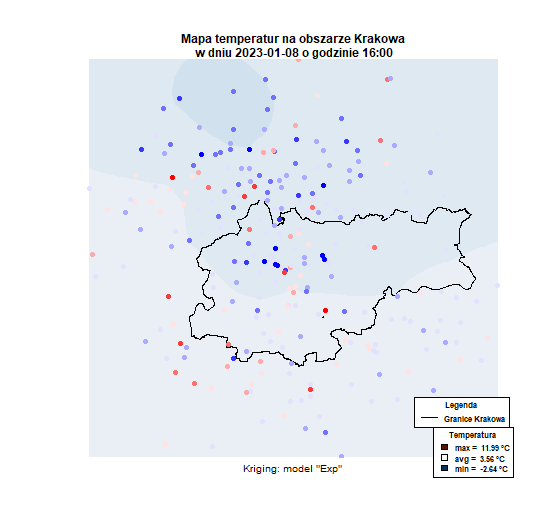 Mapa temperatur na obszarze Krakowa
w dniu 2023-01-08 o godzinie 16:00
Legenda
Granice Krakowa
Temperatura
max = 11.99 °C
avg = 3.56 °C
min = -2.64 °C
Kriging: model "Exp"